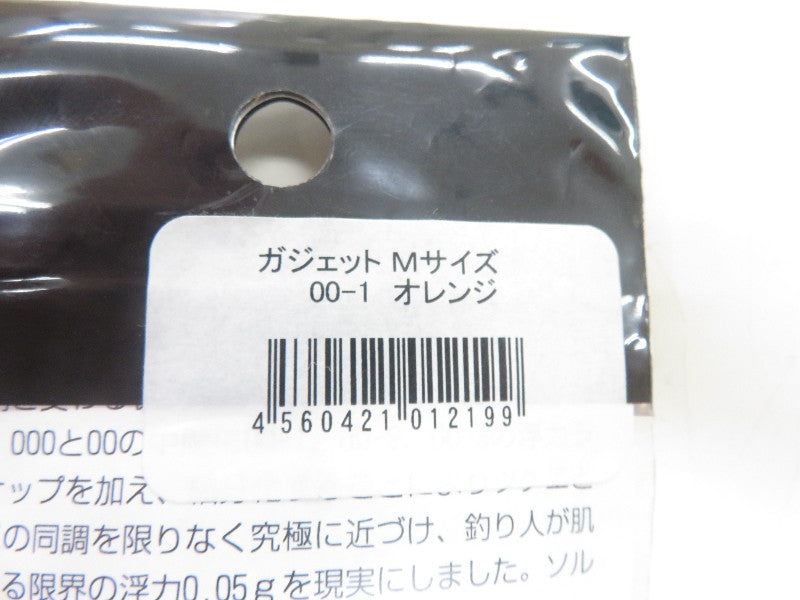 ガジェット Mサイズ
00-1 オレンジ
4 560421 012199
000と00の
ップを加え、
の同調を限りなく究極に近づけ、釣り人が肌
る限界の浮力0.05gを現実にしました。ソル